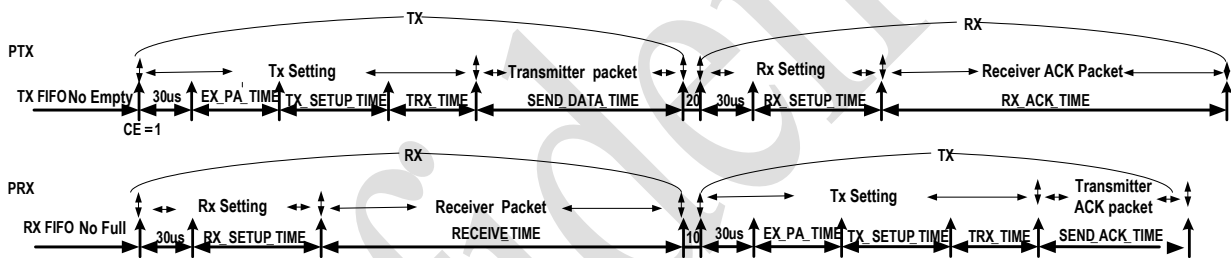 TX
RX
PTX
Tx Setting
Transmitter packet
Rx Setting
Receiver ACK Packet
TX FIFO No Empty
30us
EX_PA_TIME
TX_SETUP_TIME
TRX_TIME
SEND_DATA_TIME
20
30us
RX_SETUP_TIME
RX_ACK_TIME
CE=1
RX
TX
PRX
Rx Setting
Receiver Packet
Tx Setting
Transmitter
ACK packet
RX FIFO No Full
30us
RX_SETUP_TIME
RECEIVE TIME
10
30us
EX_PA_TIME
TX_SETUP_TIME
TRX_TIME
SEND_ACK_TIME